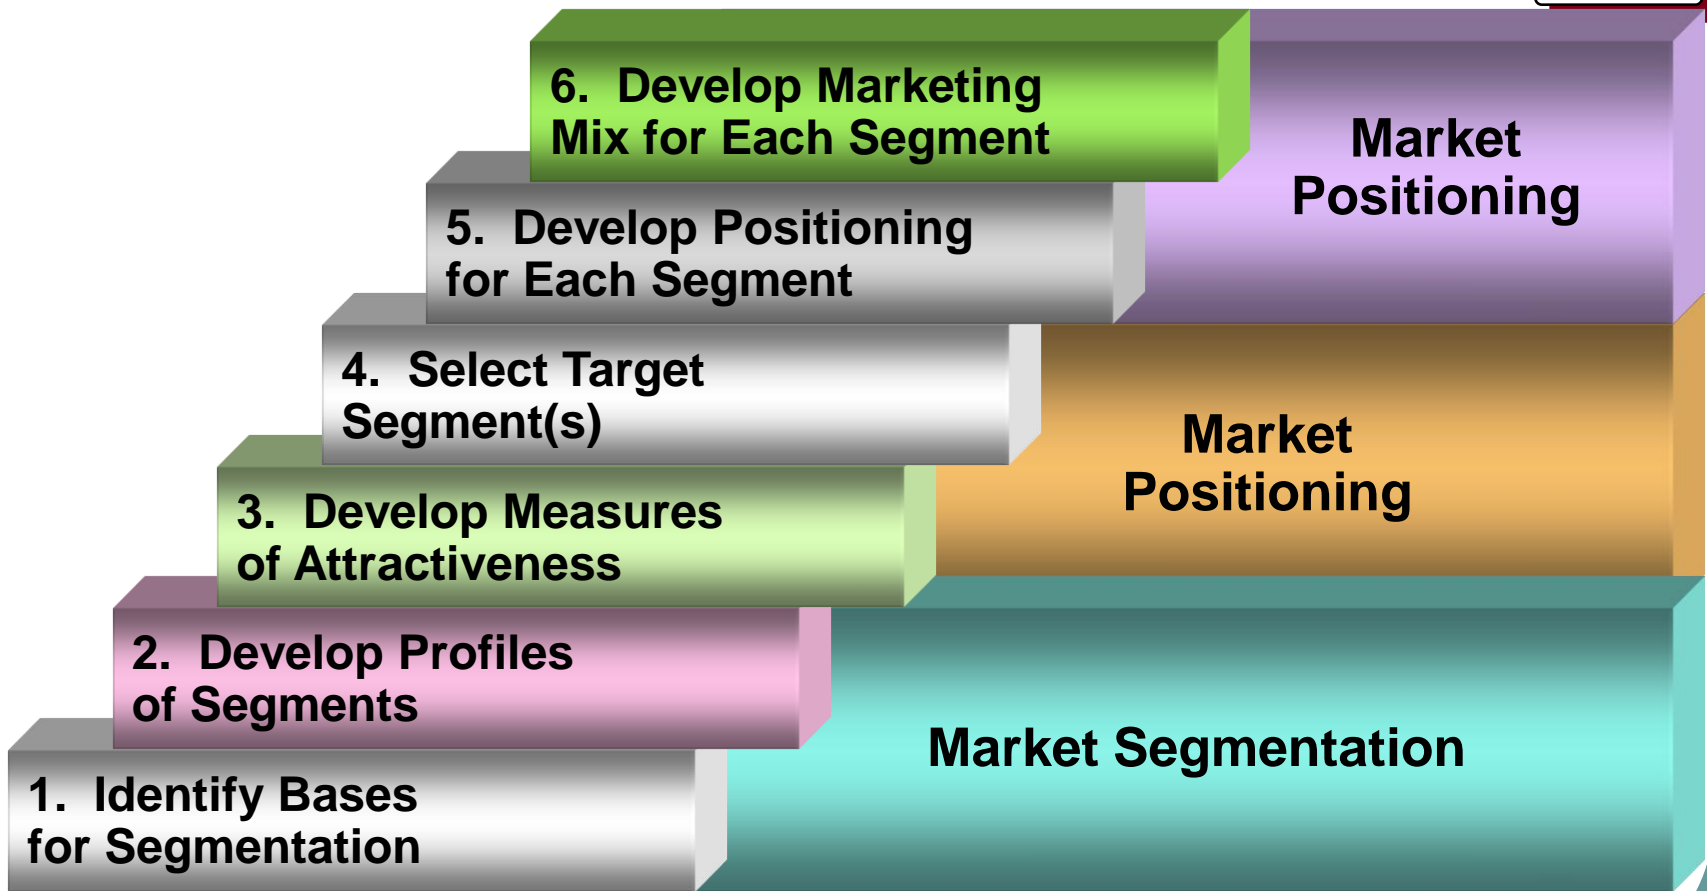 6. Develop Marketing
Mix for Each Segment
Market
Positioning
5. Develop Positioning
for Each Segment
4. Select Target
Segment(s)
Market
Positioning
3. Develop Measures
of Attractiveness
2. Develop Profiles
of Segments
Market Segmentation
1. Identify Bases
for Segmentation